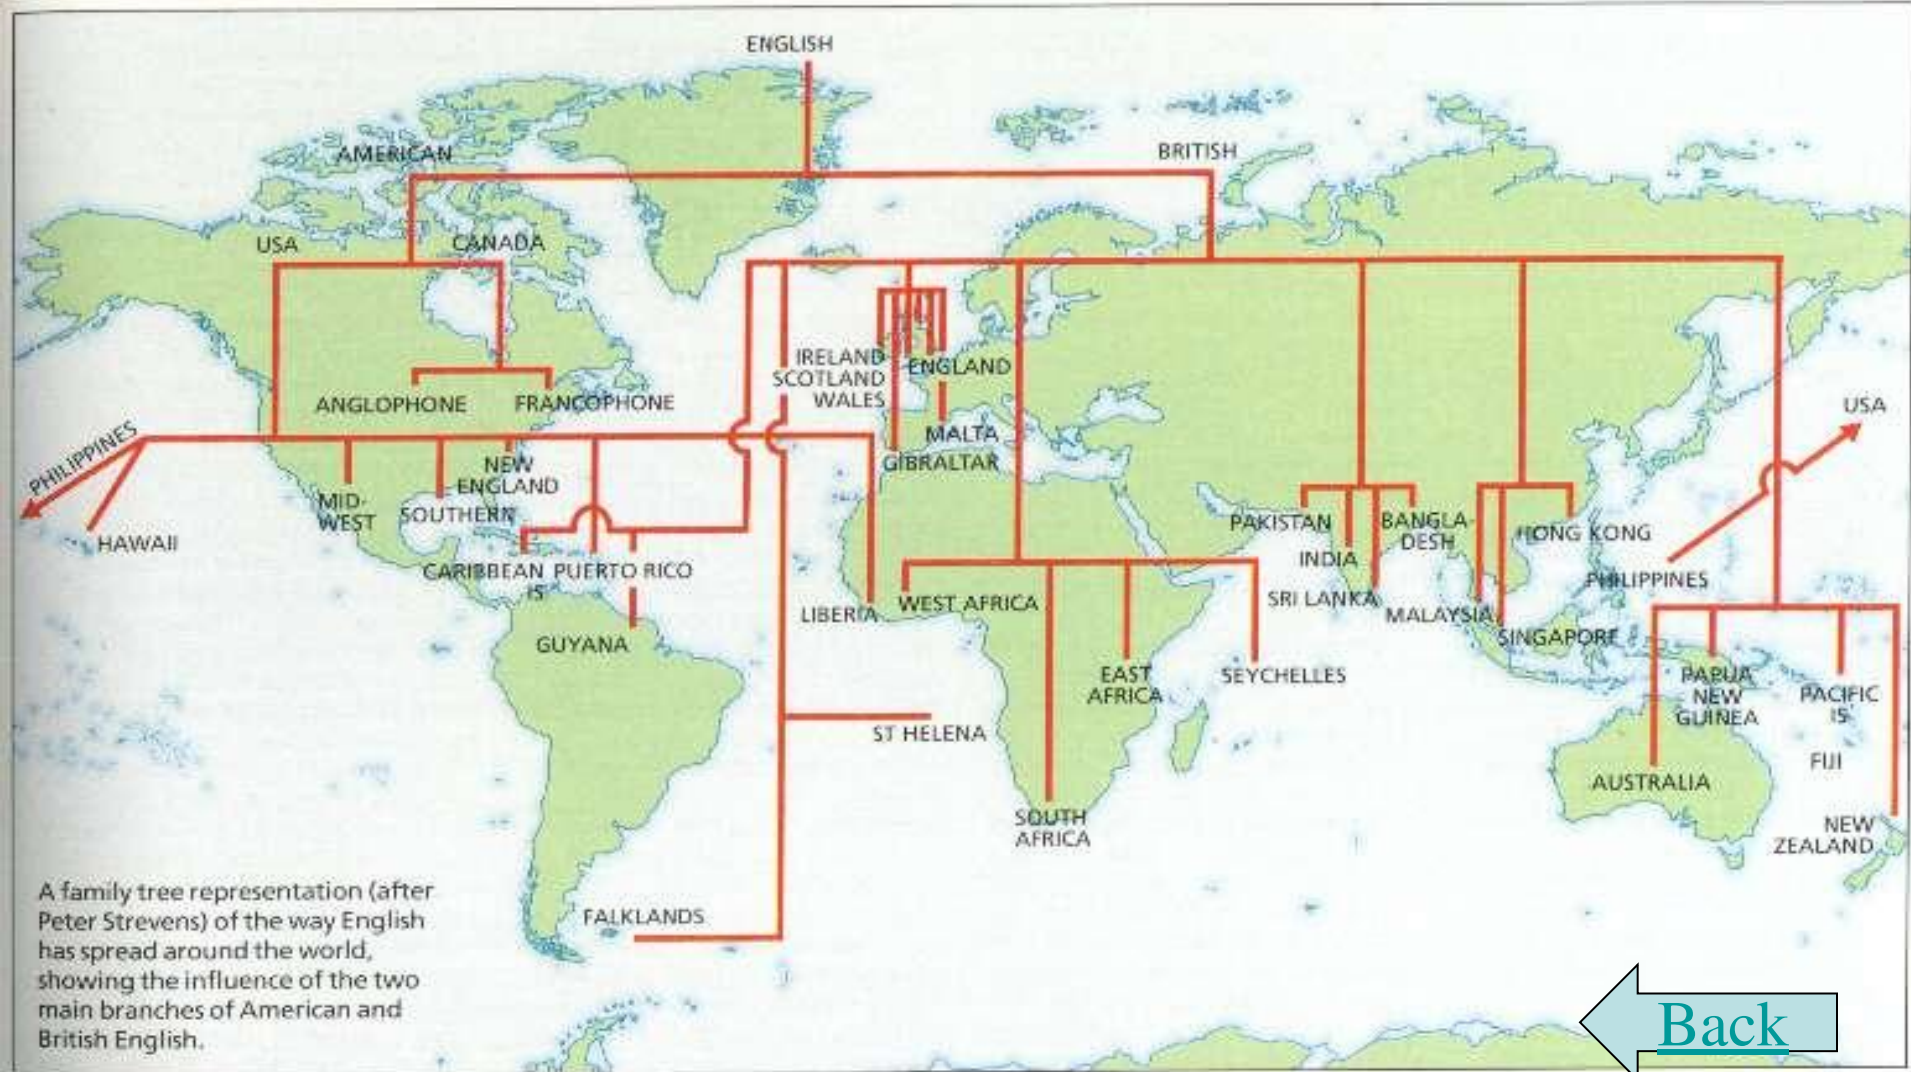 ENGLISH
AMERICAN
BRITISH
USA
CANADA
ANGLOPHONE
FRANCOPHONE
IRELAND
SCOTLAND
WALES
ENGLAND
MALTA
GIBRALTAR
USA
PHILIPPINES
HAWAII
MID-
WEST
SOUTHERN
NEW
ENGLAND
CARIBBEAN
IS
PUERTO RICO
GUYANA
LIBERIA
WEST AFRICA
EAST
AFRICA
SEYCHELLES
ST HELENA
SOUTH
AFRICA
FALKLANDS
PAKISTAN
INDIA
BANGLA-
DESH
SRI LANKA
HONG KONG
MALAYSIA
SINGAPORE
PHILIPPINES
PAPUA
NEW
GUINEA
PACIFIC
IS
FIJI
AUSTRALIA
NEW
ZEALAND
A family tree representation (after
Peter Strevens) of the way English
has spread around the world,
showing the influence of the two
main branches of American and
British English.
Back